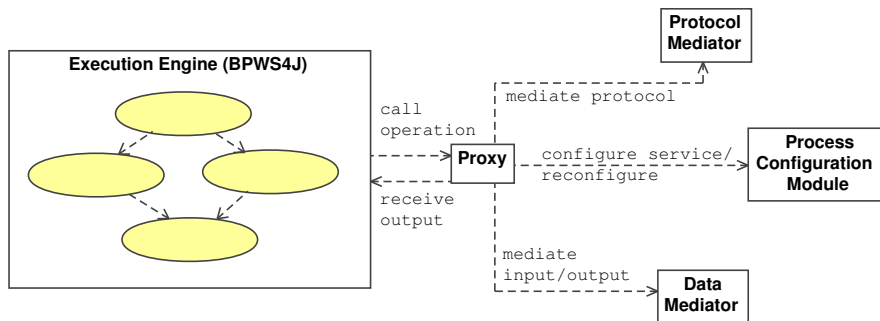 Execution Engine (BPWS4J)
call
operation
receive
output
Proxy
Protocol
Mediator
mediate protocol
configure service/
reconfigure
Process
Configuration
Module
mediate
input/output
Data
Mediator